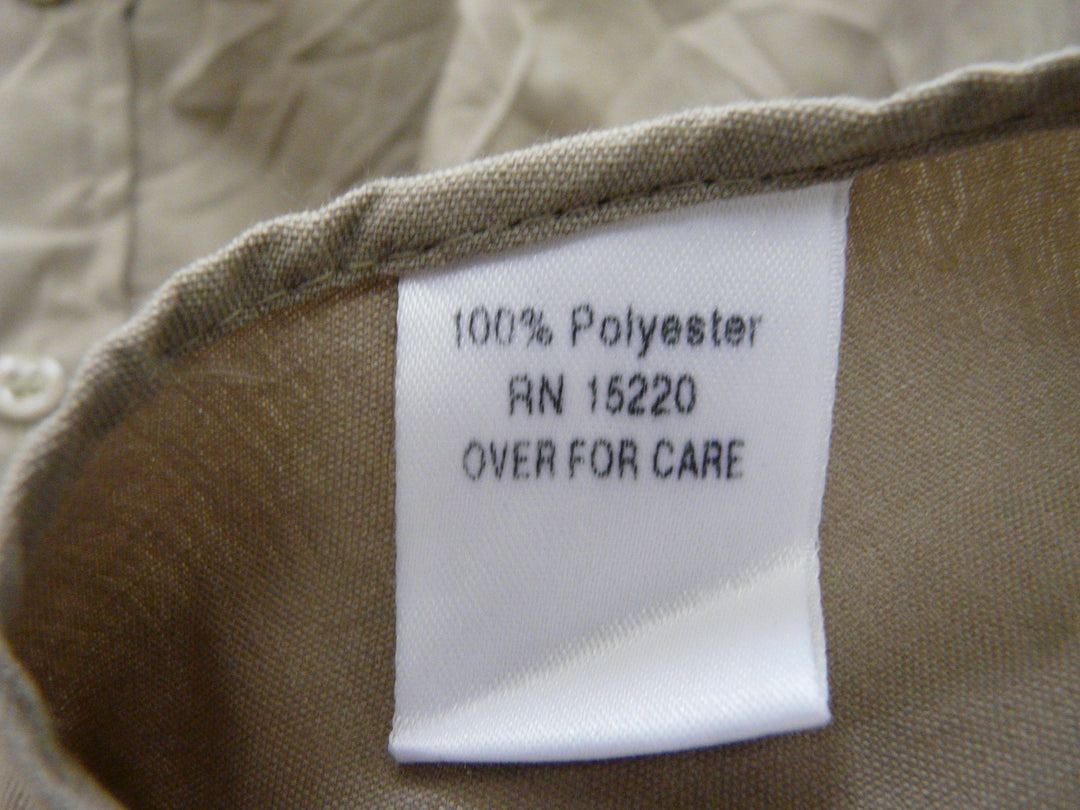 100% Polyester
RN 15220
OVER FOR CARE